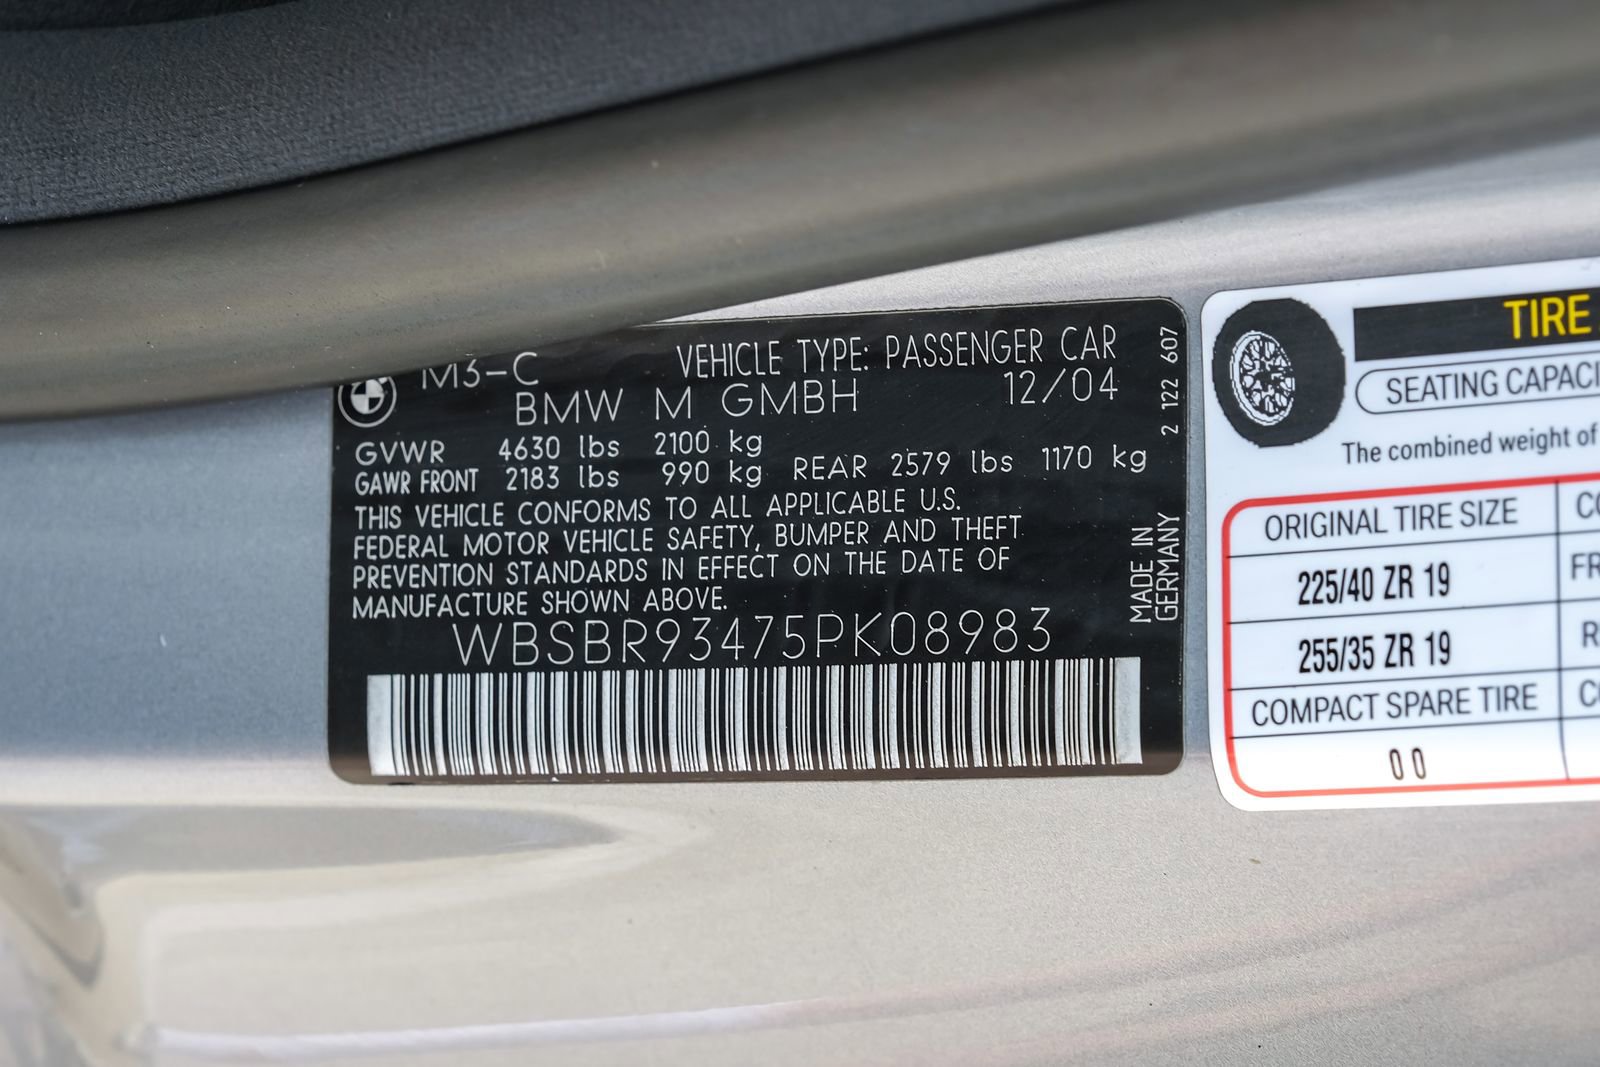 M3-C
VEHICLE TYPE: PASSENGER CAR
BMW M GMBH 12/04
GVWR 4630 lbs 2100 kg
GAWR FRONT 2183 lbs 990 kg REAR 2579 lbs 1170 kg
THIS VEHICLE CONFORMS TO ALL APPLICABLE U.S.
FEDERAL MOTOR VEHICLE SAFETY, BUMPER AND THEFT
PREVENTION STANDARDS IN EFFECT ON THE DATE OF
MANUFACTURE SHOWN ABOVE.
WBSBR93475PK08983
2 122 607
MADE IN
GERMANY
TIRE
SEATING CAPACI
The combined weight of
ORIGINAL TIRE SIZE
225/40 ZR 19
255/35 ZR 19
COMPACT SPARE TIRE
0 0